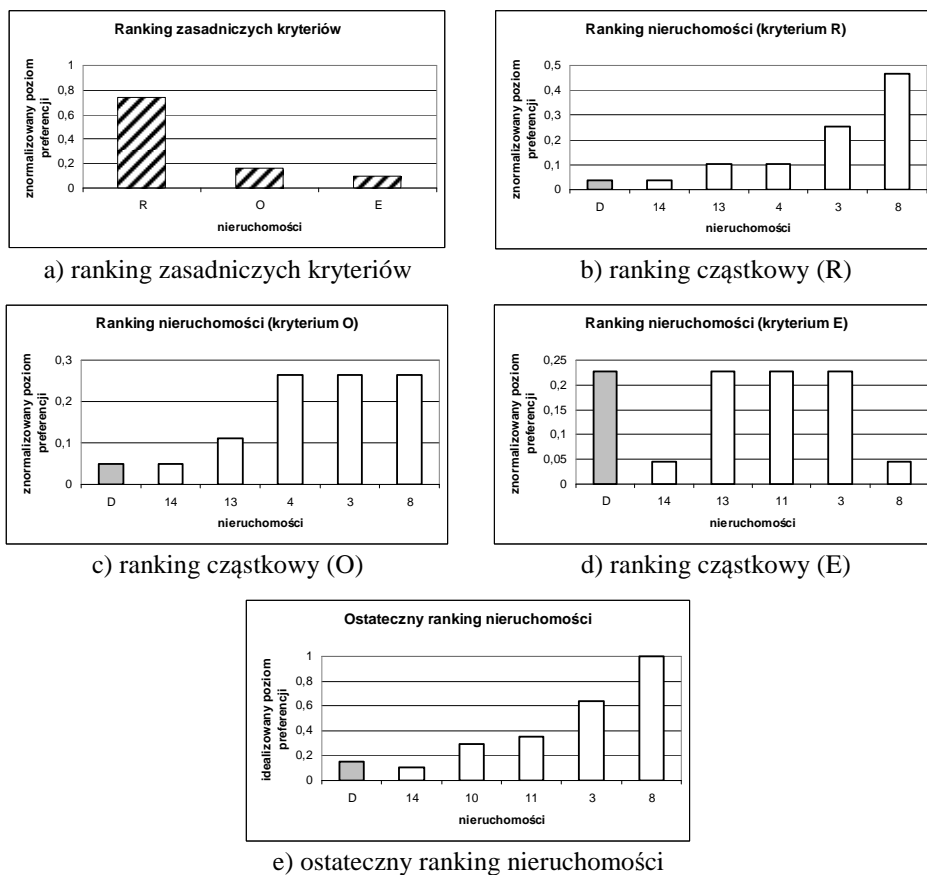 Ranking zasadniczych kryteriów
znormalizowany poziom
preferencji
1
0,8
0,6
0,4
0,2
0
R O E
nieruchomości
a) ranking zasadniczych kryteriów
Ranking nieruchomości (kryterium R)
znormalizowany poziom
preferencji
0,5
0,4
0,3
0,2
0,1
0
D 14 13 4 3 8
nieruchomości
b) ranking cząstkowy (R)
Ranking nieruchomości (kryterium O)
znormalizowany poziom
preferencji
0,3
0,2
0,1
0
D 14 13 4 3 8
nieruchomości
c) ranking cząstkowy (O)
Ranking nieruchomości (kryterium E)
znormalizowany poziom
preferencji
0,25
0,2
0,15
0,1
0,05
0
D 14 13 11 3 8
nieruchomości
d) ranking cząstkowy (E)
Ostateczny ranking nieruchomości
idealizowany poziom
preferencji
1
0,8
0,6
0,4
0,2
0
D 14 10 11 3 8
nieruchomości
e) ostateczny ranking nieruchomości